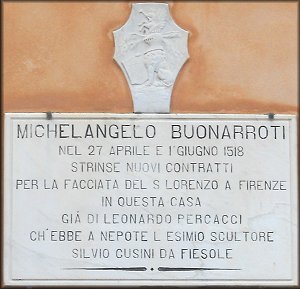 MICHELANGELO BUONARROTI
NEL 27 APRILE E I° GIUGNO 1518
STRINSE NUOVI CONTRATTI
PER LA FACCIATA DEL S LORENZO A FIRENZE
IN QUESTA CASA
GIÀ DI LEONARDO PERCACCI
CH'EBBE A NEPOTE L ESIMIO SCULTORE
SILVIO CUSINI DA FIESOLE